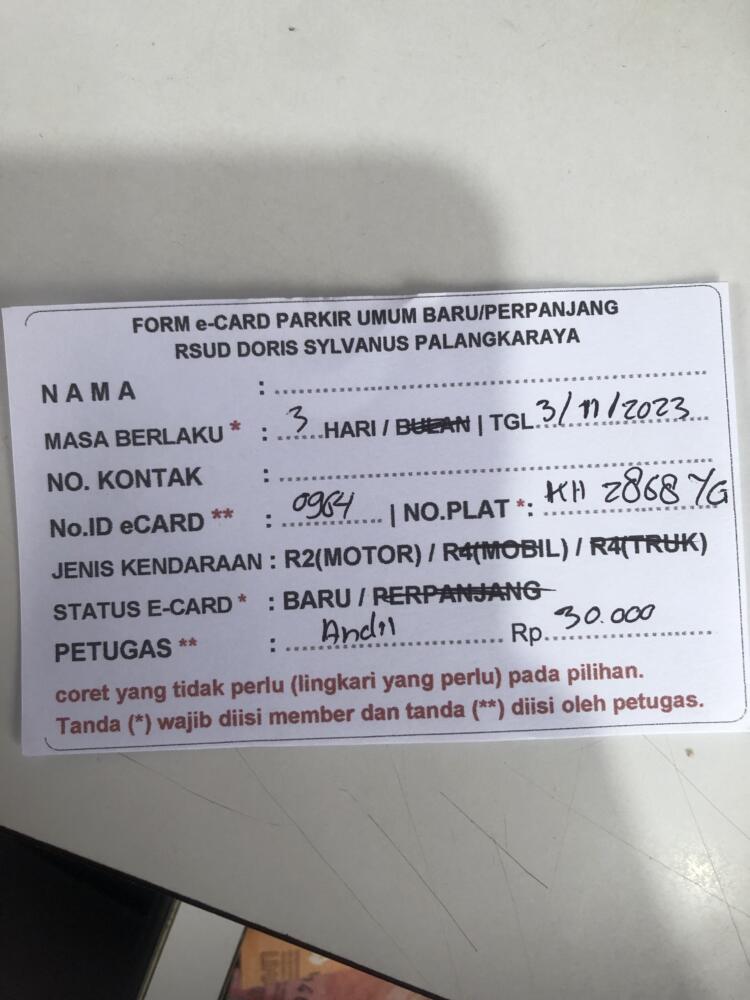 FORM e-CARD PARKIR UMUM BARU/PERPANJANG
RSUD DORIS SYLVANUS PALANGKARAYA
NAMA :
MASA BERLAKU * : 3 HARI / BULAN | TGL 3/11/2023
NO. KONTAK :
No.ID eCARD ** : 0964 | NO.PLAT *: KH 2868 YG
JENIS KENDARAAN : R2(MOTOR) / R4(MOBIL) / R4(TRUK)
STATUS E-CARD * : BARU / PERPANJANG
PETUGAS ** : Andil Rp. 30.000
coret yang tidak perlu (lingkari yang perlu) pada pilihan.
Tanda (*) wajib diisi member dan tanda (**) diisi oleh petugas.